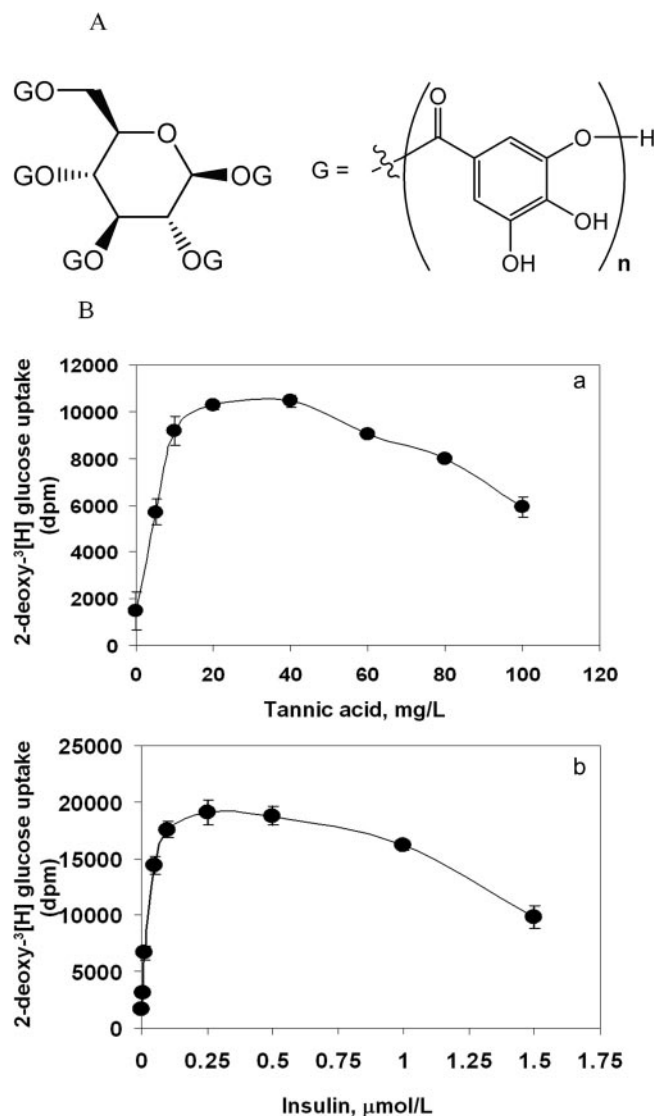 A
GO
GO
GO
O
OG
OG
G =
O
O
H
OH
OH
n
B
a
2-deoxy-³[H] glucose uptake
(dpm)
12000
10000
8000
6000
4000
2000
0
0 20 40 60 80 100 120
Tannic acid, mg/L
b
2-deoxy-³[H] glucose uptake
(dpm)
25000
20000
15000
10000
5000
0
0 0.25 0.5 0.75 1 1.25 1.5 1.75
Insulin, μmol/L